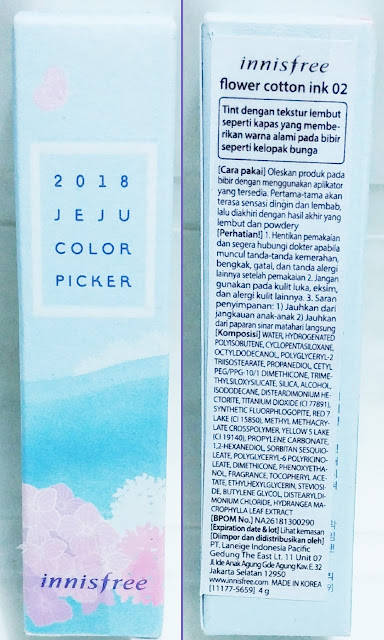 2018
JEJU
COLOR
PICKER
innisfree
innisfree
flower cotton ink 02
Tint dengan tekstur lembut
seperti kapas yang membe-
rikan warna alami pada bibir
seperti kelopak bunga
[Cara pakai] Oleskan produk pada
bibir dengan menggunakan aplikator
yang tersedia. Pertama-tama akan
terasa sensasi dingin dan lembab,
lalu diakhiri dengan hasil akhir yang
lembut dan powdery
[Perhatian!] 1. Hentikan pemakaian
dan segera hubungi dokter apabila
muncul tanda-tanda kemerahan,
bengkak, gatal, dan tanda alergi
lainnya setelah pemakaian 2. Jangan
gunakan pada kulit luka, eksim,
dan alergi kulit lainnya. 3. Saran
penyimpanan: 1) Jauhkan dari
jangkauan anak-anak 2) Jauhkan
dari paparan sinar matahari langsung
[Komposisi] WATER, HYDROGENATED
POLYISOBUTENE, CYCLOPENTASILOXANE,
OCTYLDODECANOL, POLYGLYCERYL-2
TRIISOSTEARATE, PROPANEDIOL, CETYL
PEG/PPG-10/1 DIMETHICONE, TRIME-
THYLSILOXYSILICATE, SILICA, ALCOHOL,
ISODODECANE, DISTEARDIMONIUM HE-
CTORITE, TITANIUM DIOXIDE (CI 77891),
SYNTHETIC FLUORPHLOGOPITE, RED 7
LAKE (CI 15850), METHYL METHACRY-
LATE CROSSPOLYMER, YELLOW 5 LAKE
(CI 19140), PROPYLENE CARBONATE,
1,2-HEXANEDIOL, SORBITAN SESQUIO-
LEATE, POLYGLYCERYL-6 POLYRICINO-
LEATE, DIMETHICONE, PHENOXYETHA-
NOL, FRAGRANCE, TOCOPHERYL ACE-
TATE, ETHYLHEXYLGLYCERIN, STEVIOSI-
DE, BUTYLENE GLYCOL, DISTEARYLDI-
MONIUM CHLORIDE, HYDRANGEA MA-
CROPHYLLA LEAF EXTRACT
[BPOM No.] NA26181300290
[Expiration date & lot] Lihat kemasan
[Diimpor dan didistribusikan oleh]
PT. Laneige Indonesia Pacific
Gedung The East Lt. 11 Unit 07
Jl. Ide Anak Agung Gde Agung Kav. E. 32
Jakarta Selatan 12950
www.innisfree.com MADE IN KOREA
[11177-5659] 4 g